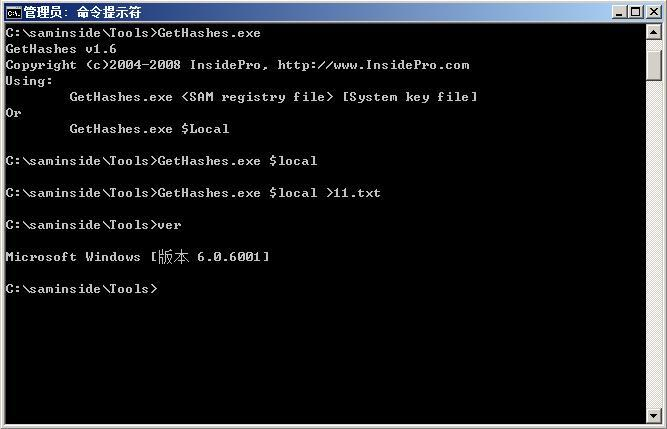 管理员: 命令提示符
C:\saminside\Tools>GetHashes.exe
GetHashes v1.6
Copyright (c)2004-2008 InsidePro, http://www.InsidePro.com
Using:
        GetHashes.exe <SAM registry file> [System key file]
Or
        GetHashes.exe $Local
C:\saminside\Tools>GetHashes.exe $local
C:\saminside\Tools>GetHashes.exe $local >11.txt
C:\saminside\Tools>ver
Microsoft Windows [版本 6.0.6001]
C:\saminside\Tools>